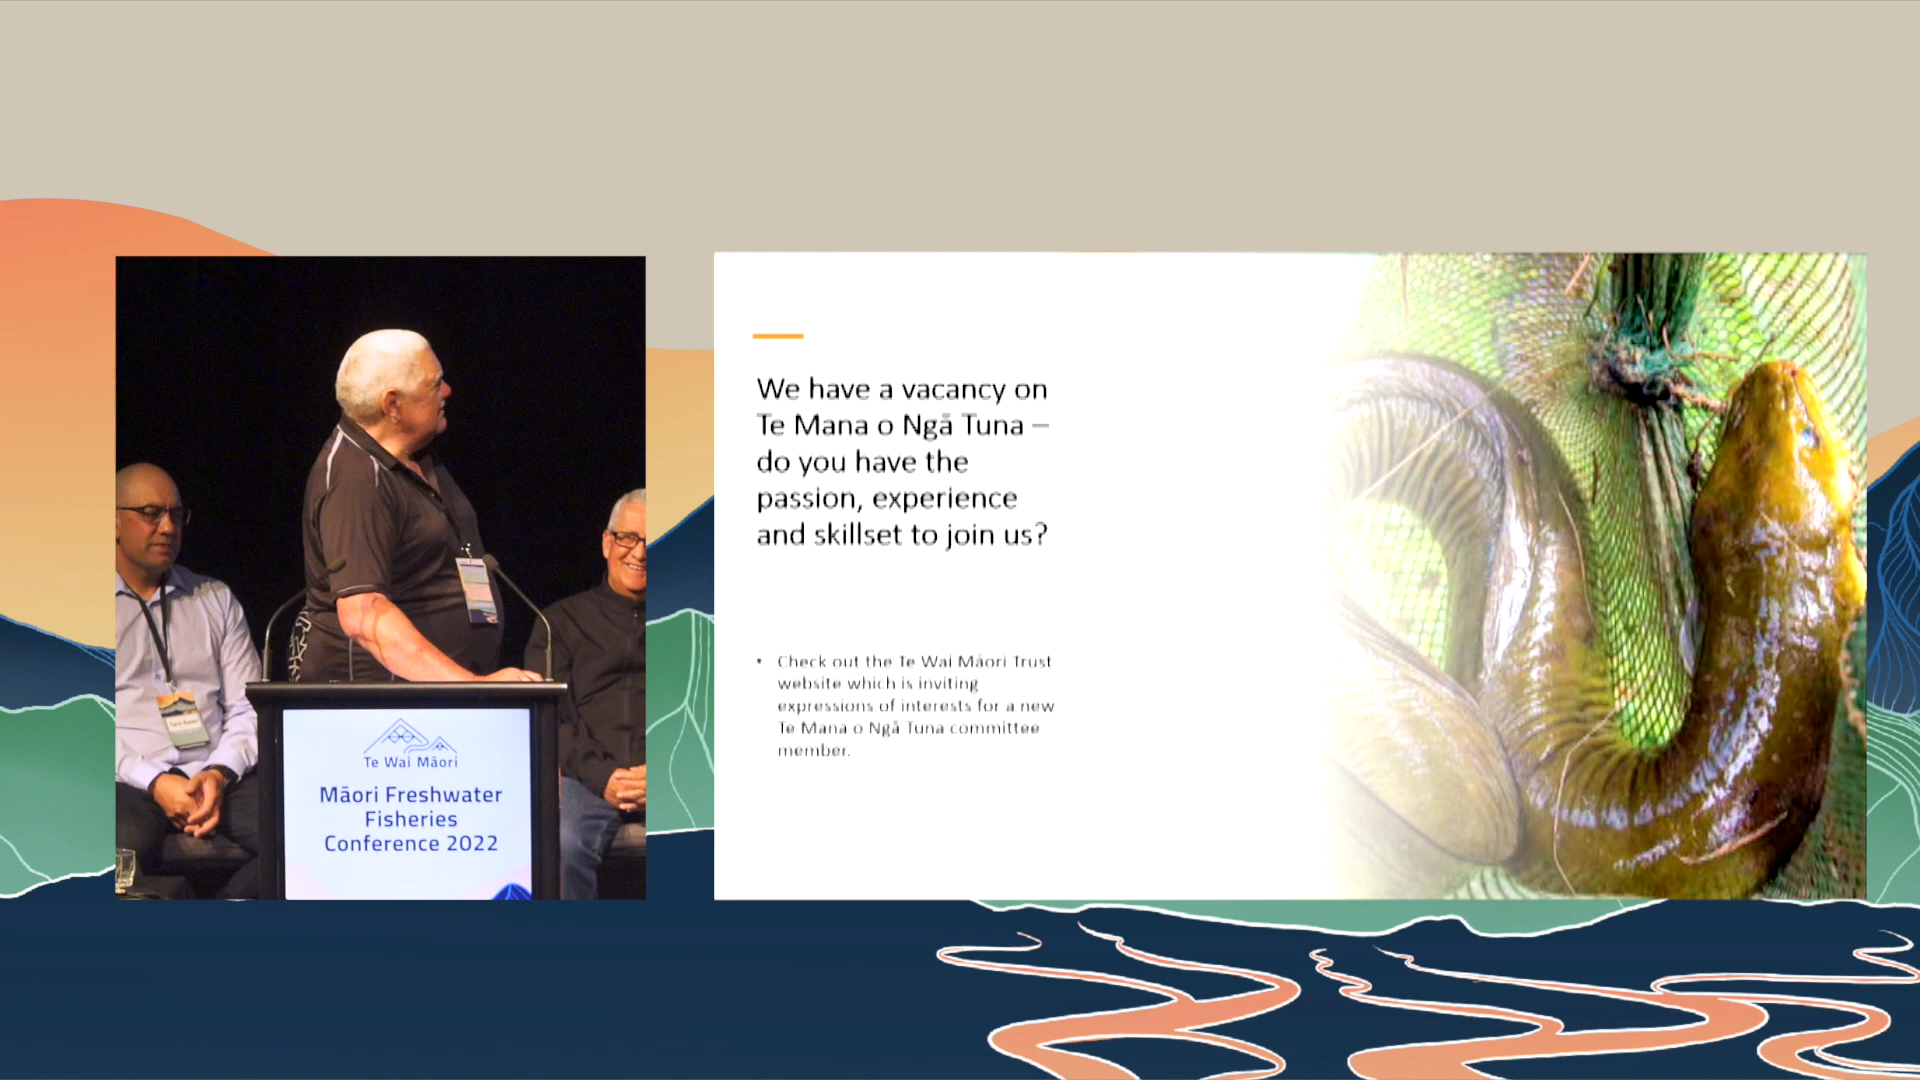 We have a vacancy on
Te Mana o Ngā Tuna –
do you have the
passion, experience
and skillset to join us?
• Check out the Te Wai Māori Trust
website which is inviting
expressions of interests for a new
Te Mana o Ngā Tuna committee
member.
Te Wai Māori
Māori Freshwater
Fisheries
Conference 2022